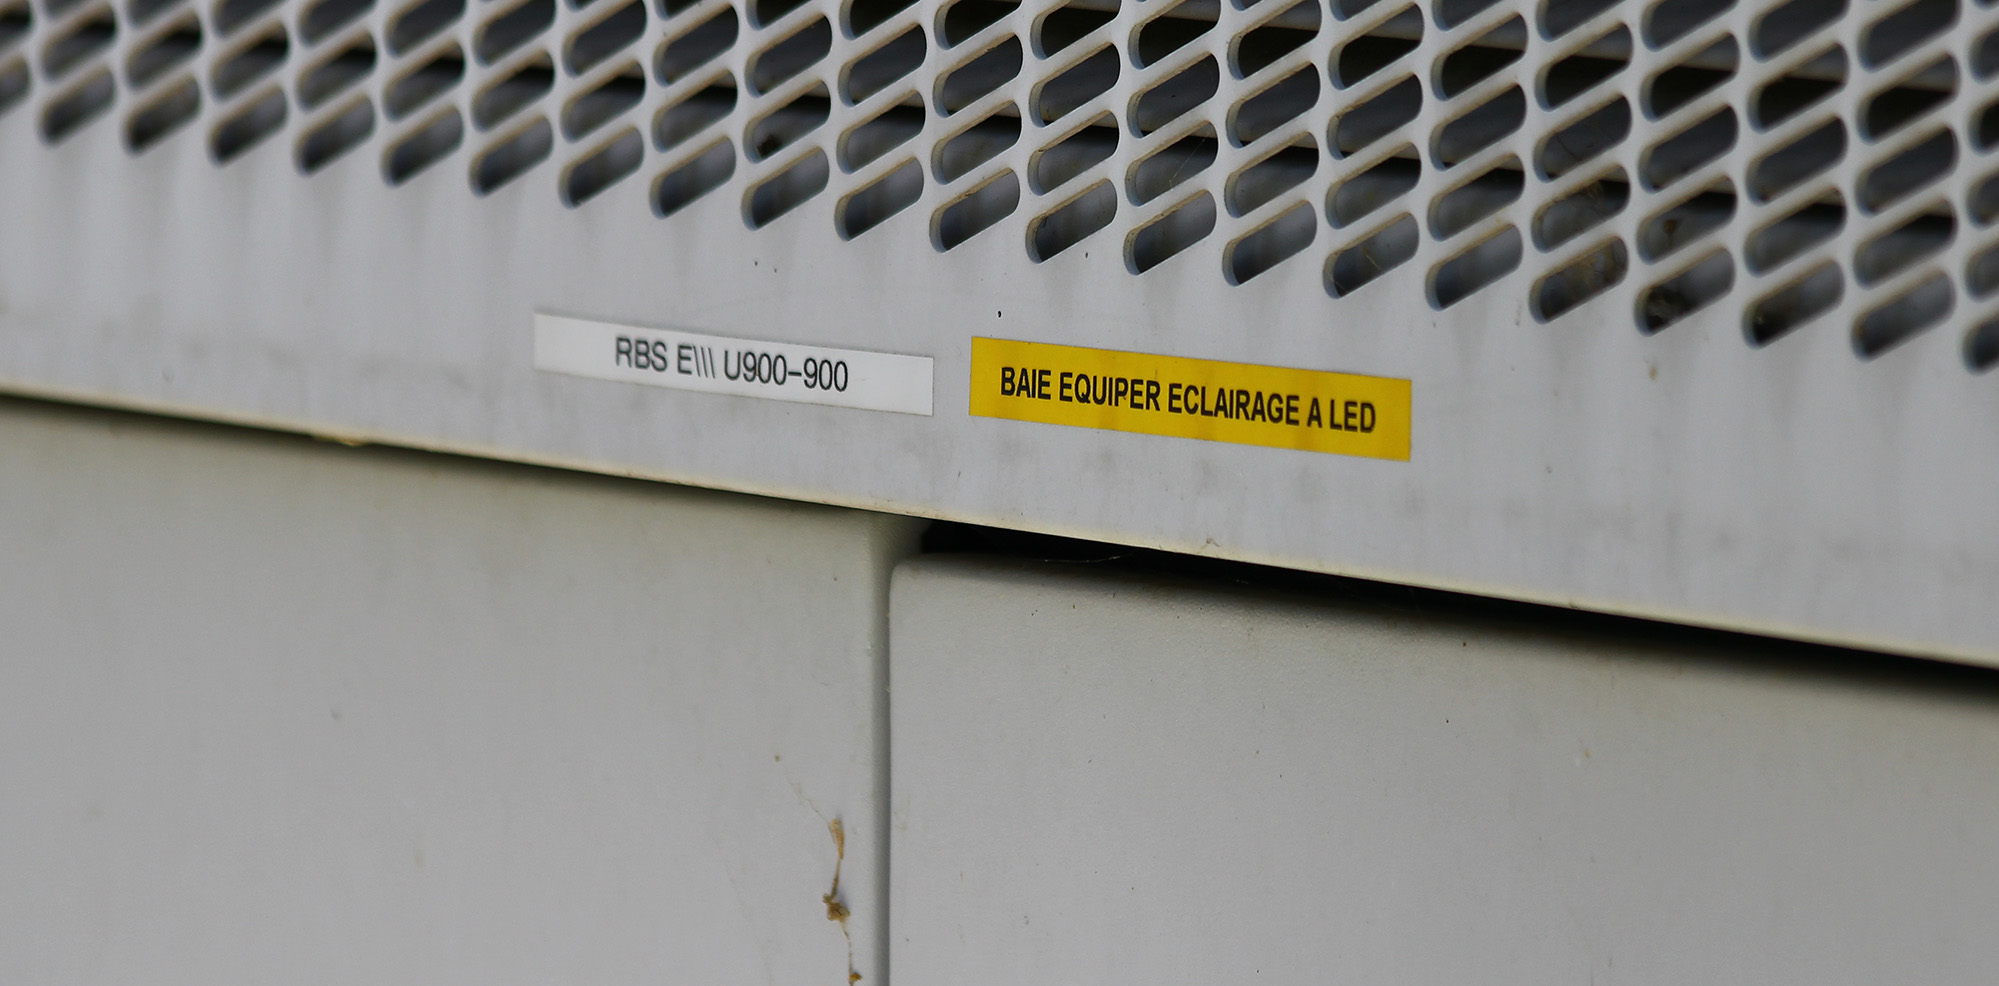 RBS E\\\ U900-900
BAIE EQUIPER ECLAIRAGE A LED